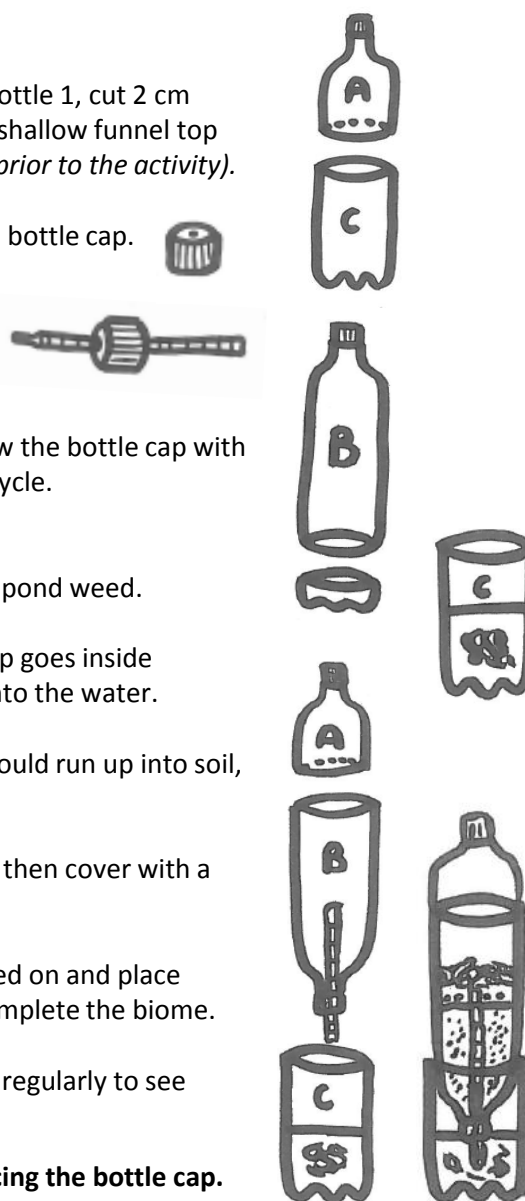 A
ottle 1, cut 2 cm
shallow funnel top
prior to the activity).
C
bottle cap.
B
w the bottle cap with
ycle.
pond weed.
C
p goes inside
nto the water.
A
ould run up into soil,
B
then cover with a
ed on and place
mplete the biome.
regularly to see
C
cing the bottle cap.